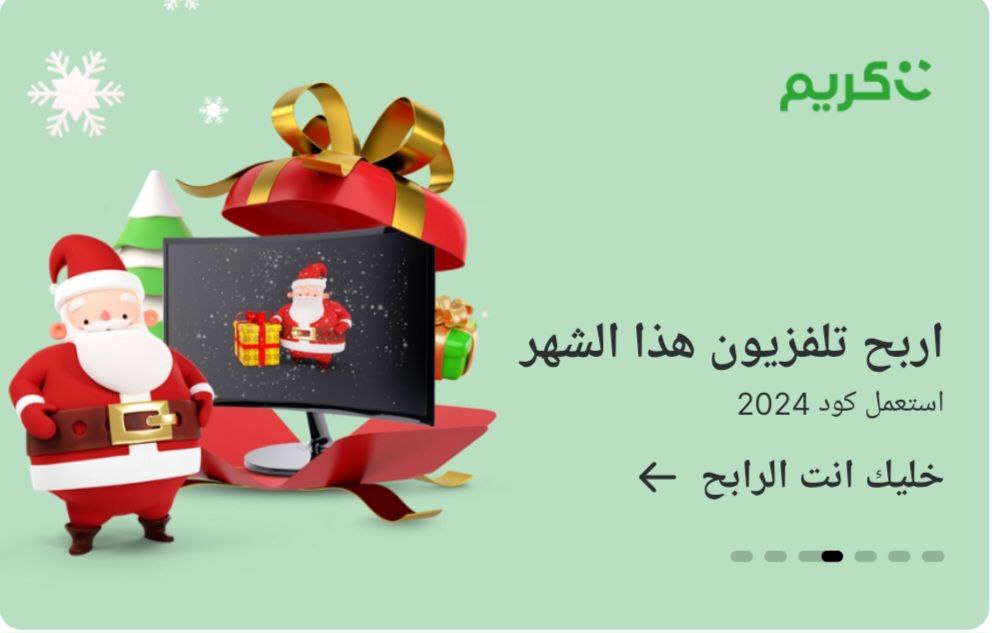 كريم
اربح تلفزيون هذا الشهر
استعمل كود 2024
خليك انت الرابح ←